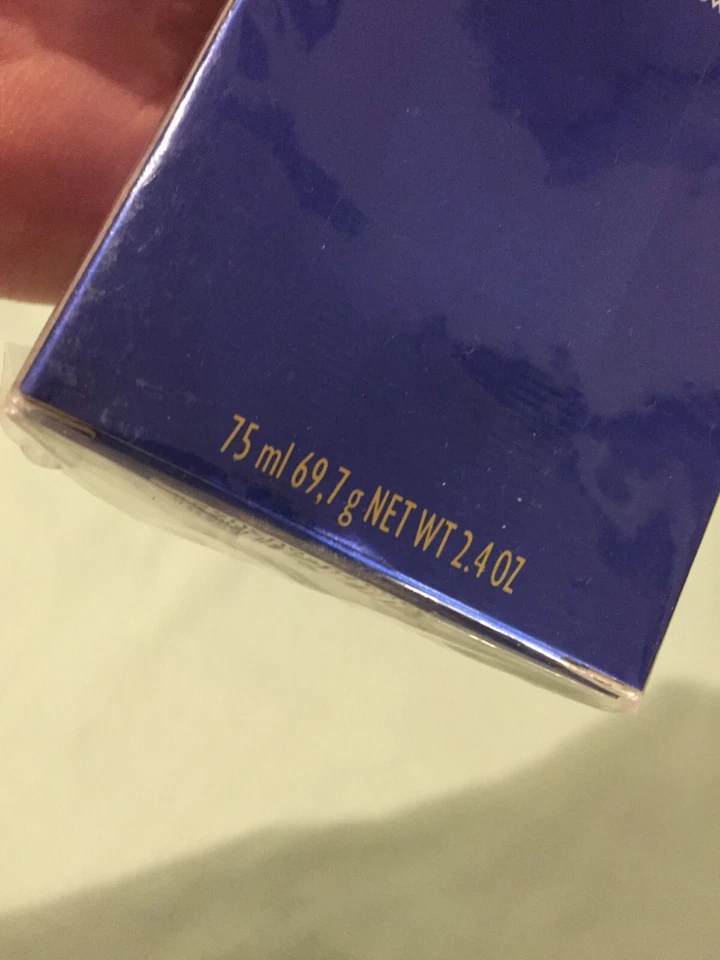 75 ml 69,7 g NET WT 2.4 OZ